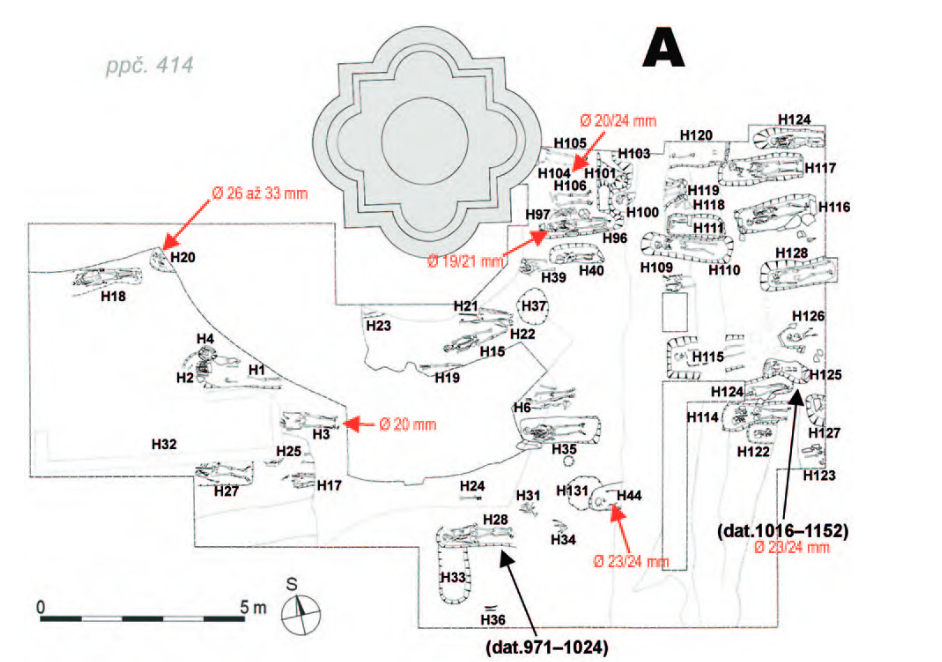 A
ppč. 414
Ø 20/24 mm
H124
H120
H105
H103
H117
H104
H101
H106
H119
Ø 26 až 33 mm
H118
H116
H97
H100
H111
H96
Ø 19/21 mm
H20
H39
H40
H109
H110
H128
H18
H21
H37
H23
H22
H126
H4
H15
H115
H2
H1
H19
H125
H124
H6
H114
H127
H3
Ø 20 mm
H32
H25
H35
H122
H123
H27
H17
H24
H31
H131
H44
H28
H34
(dat.1016–1152)
Ø 23/24 mm
Ø 23/24 mm
H33
S
0
5 m
H36
(dat.971–1024)